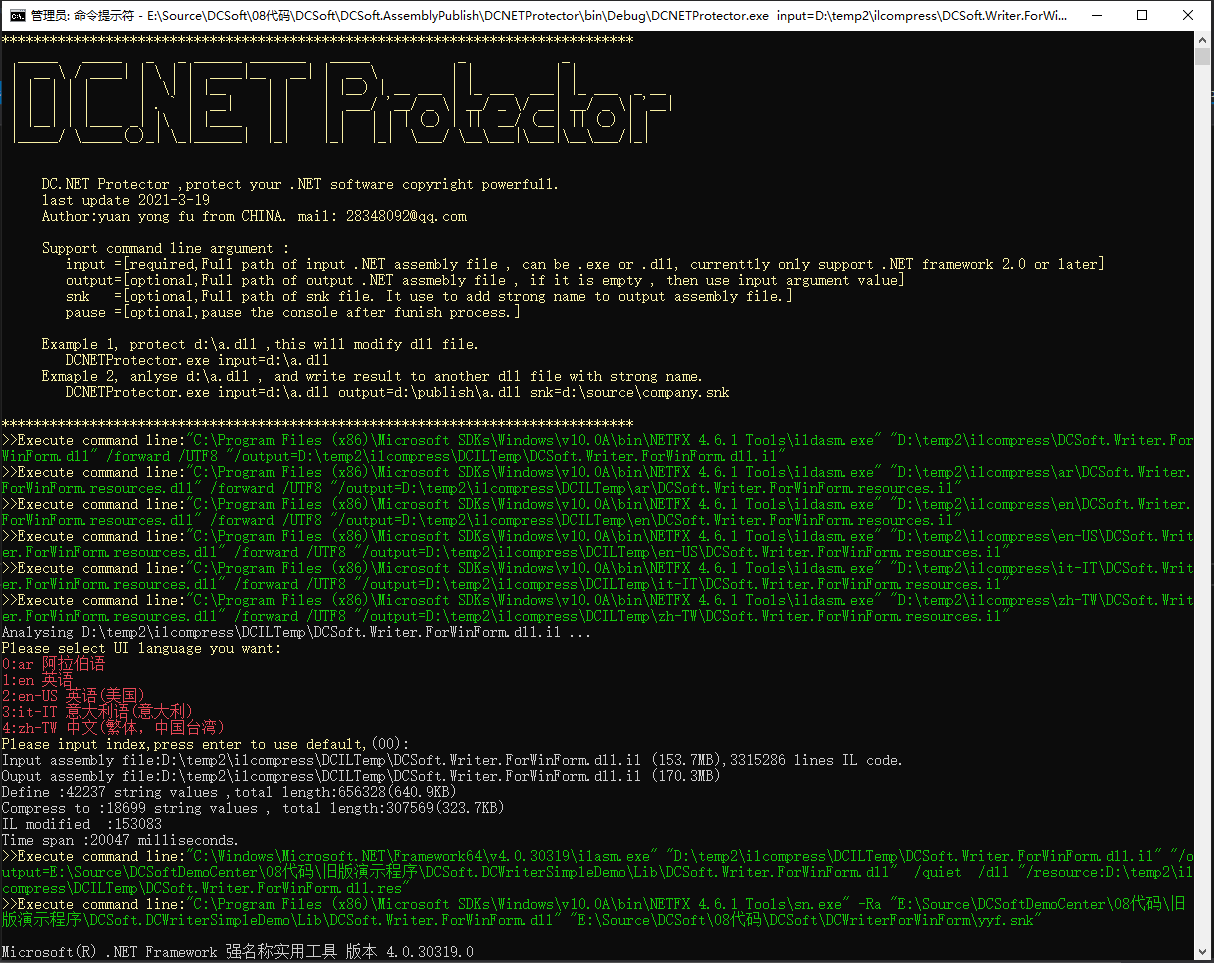 管理员: 命令提示符 - E:\Source\DCSoft\08代码\DCSoft\DCSoft.AssemblyPublish\DCNETProtector\bin\Debug\DCNETProtector.exe  input=D:\temp2\ilcompress\DCSoft.Writer.ForWi...
*******************************************************************************
DC.NET Protector
DC.NET Protector ,protect your .NET software copyright powerfull.
last update 2021-3-19
Author:yuan yong fu from CHINA. mail: 28348092@qq.com
Support command line argument :
input =[required,Full path of input .NET assembly file , can be .exe or .dll, currenttly only support .NET framework 2.0 or later]
output=[optional,Full path of output .NET assmebly file , if it is empty , then use input argument value]
snk   =[optional,Full path of snk file. It use to add strong name to output assembly file.]
pause =[optional,pause the console after funish process.]
Example 1, protect d:\a.dll ,this will modify dll file.
DCNETProtector.exe input=d:\a.dll
Exmaple 2, anlyse d:\a.dll , and write result to another dll file with strong name.
DCNETProtector.exe input=d:\a.dll output=d:\publish\a.dll snk=d:\source\company.snk
*******************************************************************************
>>Execute command line:"C:\Program Files (x86)\Microsoft SDKs\Windows\v10.0A\bin\NETFX 4.6.1 Tools\ildasm.exe" "D:\temp2\ilcompress\DCSoft.Writer.For
WinForm.dll" /forward /UTF8 "/output=D:\temp2\ilcompress\DCILTemp\DCSoft.Writer.ForWinForm.dll.il"
>>Execute command line:"C:\Program Files (x86)\Microsoft SDKs\Windows\v10.0A\bin\NETFX 4.6.1 Tools\ildasm.exe" "D:\temp2\ilcompress\ar\DCSoft.Writer.
ForWinForm.resources.dll" /forward /UTF8 "/output=D:\temp2\ilcompress\DCILTemp\ar\DCSoft.Writer.ForWinForm.resources.il"
>>Execute command line:"C:\Program Files (x86)\Microsoft SDKs\Windows\v10.0A\bin\NETFX 4.6.1 Tools\ildasm.exe" "D:\temp2\ilcompress\en\DCSoft.Writer.
ForWinForm.resources.dll" /forward /UTF8 "/output=D:\temp2\ilcompress\DCILTemp\en\DCSoft.Writer.ForWinForm.resources.il"
>>Execute command line:"C:\Program Files (x86)\Microsoft SDKs\Windows\v10.0A\bin\NETFX 4.6.1 Tools\ildasm.exe" "D:\temp2\ilcompress\en-US\DCSoft.Writ
er.ForWinForm.resources.dll" /forward /UTF8 "/output=D:\temp2\ilcompress\DCILTemp\en-US\DCSoft.Writer.ForWinForm.resources.il"
>>Execute command line:"C:\Program Files (x86)\Microsoft SDKs\Windows\v10.0A\bin\NETFX 4.6.1 Tools\ildasm.exe" "D:\temp2\ilcompress\it-IT\DCSoft.Writ
er.ForWinForm.resources.dll" /forward /UTF8 "/output=D:\temp2\ilcompress\DCILTemp\it-IT\DCSoft.Writer.ForWinForm.resources.il"
>>Execute command line:"C:\Program Files (x86)\Microsoft SDKs\Windows\v10.0A\bin\NETFX 4.6.1 Tools\ildasm.exe" "D:\temp2\ilcompress\zh-TW\DCSoft.Writ
er.ForWinForm.resources.dll" /forward /UTF8 "/output=D:\temp2\ilcompress\DCILTemp\zh-TW\DCSoft.Writer.ForWinForm.resources.il"
Analysing D:\temp2\ilcompress\DCILTemp\DCSoft.Writer.ForWinForm.dll.il ...
Please select UI language you want:
0:ar 阿拉伯语
1:en 英语
2:en-US 英语(美国)
3:it-IT 意大利语(意大利)
4:zh-TW 中文(繁体，中国台湾)
Please input index,press enter to use default,(00):
Input assembly file:D:\temp2\ilcompress\DCILTemp\DCSoft.Writer.ForWinForm.dll.il (153.7MB),3315286 lines IL code.
Ouput assembly file:D:\temp2\ilcompress\DCILTemp\DCSoft.Writer.ForWinForm.dll.il (170.3MB)
Define :42237 string values ,total length:656328(640.9KB)
Compress to :18699 string values , total length:307569(323.7KB)
IL modified  :153083
Time span :20047 milliseconds.
>>Execute command line:"C:\Windows\Microsoft.NET\Framework64\v4.0.30319\ilasm.exe" "D:\temp2\ilcompress\DCILTemp\DCSoft.Writer.ForWinForm.dll.il" "/o
utput=E:\Source\DCSoftDemoCenter\08代码\旧版演示程序\DCSoft.DCWriterSimpleDemo\Lib\DCSoft.Writer.ForWinForm.dll"  /quiet  /dll "/resource:D:\temp2\il
compress\DCILTemp\DCSoft.Writer.ForWinForm.dll.res"
>>Execute command line:"C:\Program Files (x86)\Microsoft SDKs\Windows\v10.0A\bin\NETFX 4.6.1 Tools\sn.exe" -Ra "E:\Source\DCSoftDemoCenter\08代码\旧
版演示程序\DCSoft.DCWriterSimpleDemo\Lib\DCSoft.Writer.ForWinForm.dll" "E:\Source\DCSoft\08代码\DCSoft\DCSoft.DCWriterForWinForm\yyf.snk"
Microsoft(R) .NET Framework 强名称实用工具 版本 4.0.30319.0